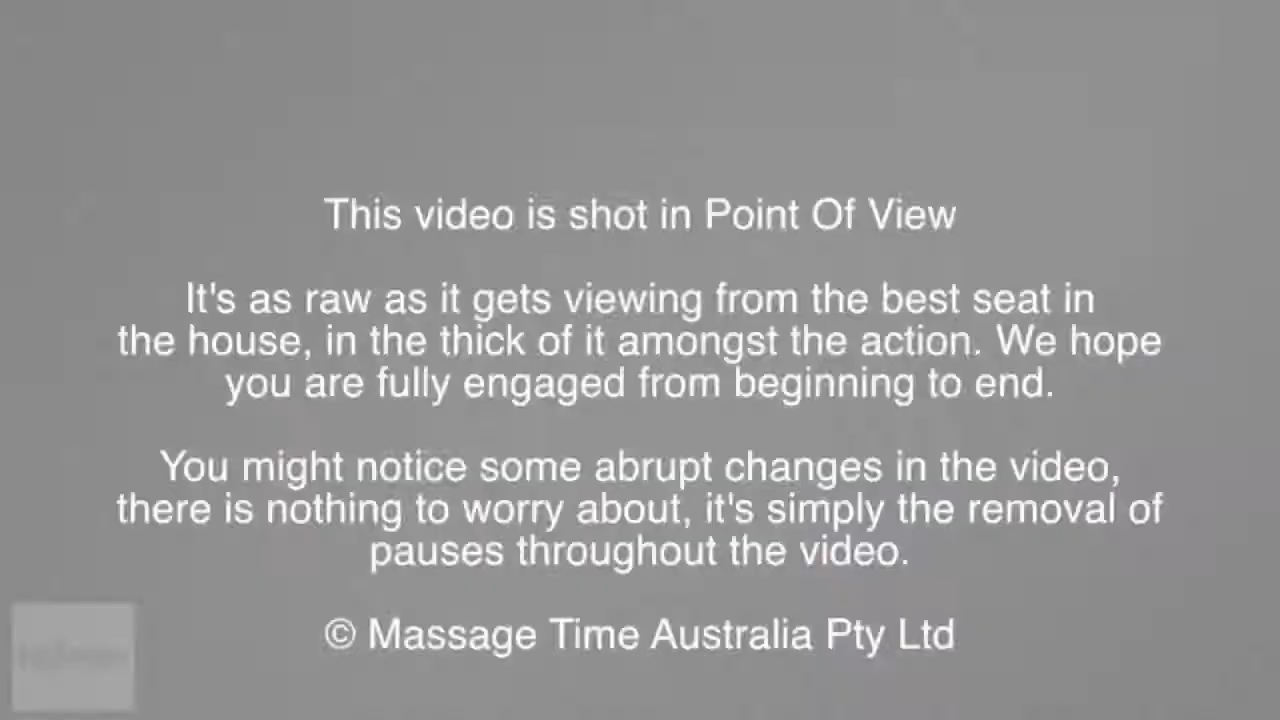 This video is shot in Point Of View
It's as raw as it gets viewing from the best seat in
the house, in the thick of it amongst the action. We hope
you are fully engaged from beginning to end.
You might notice some abrupt changes in the video,
there is nothing to worry about, it's simply the removal of
pauses throughout the video.
© Massage Time Australia Pty Ltd